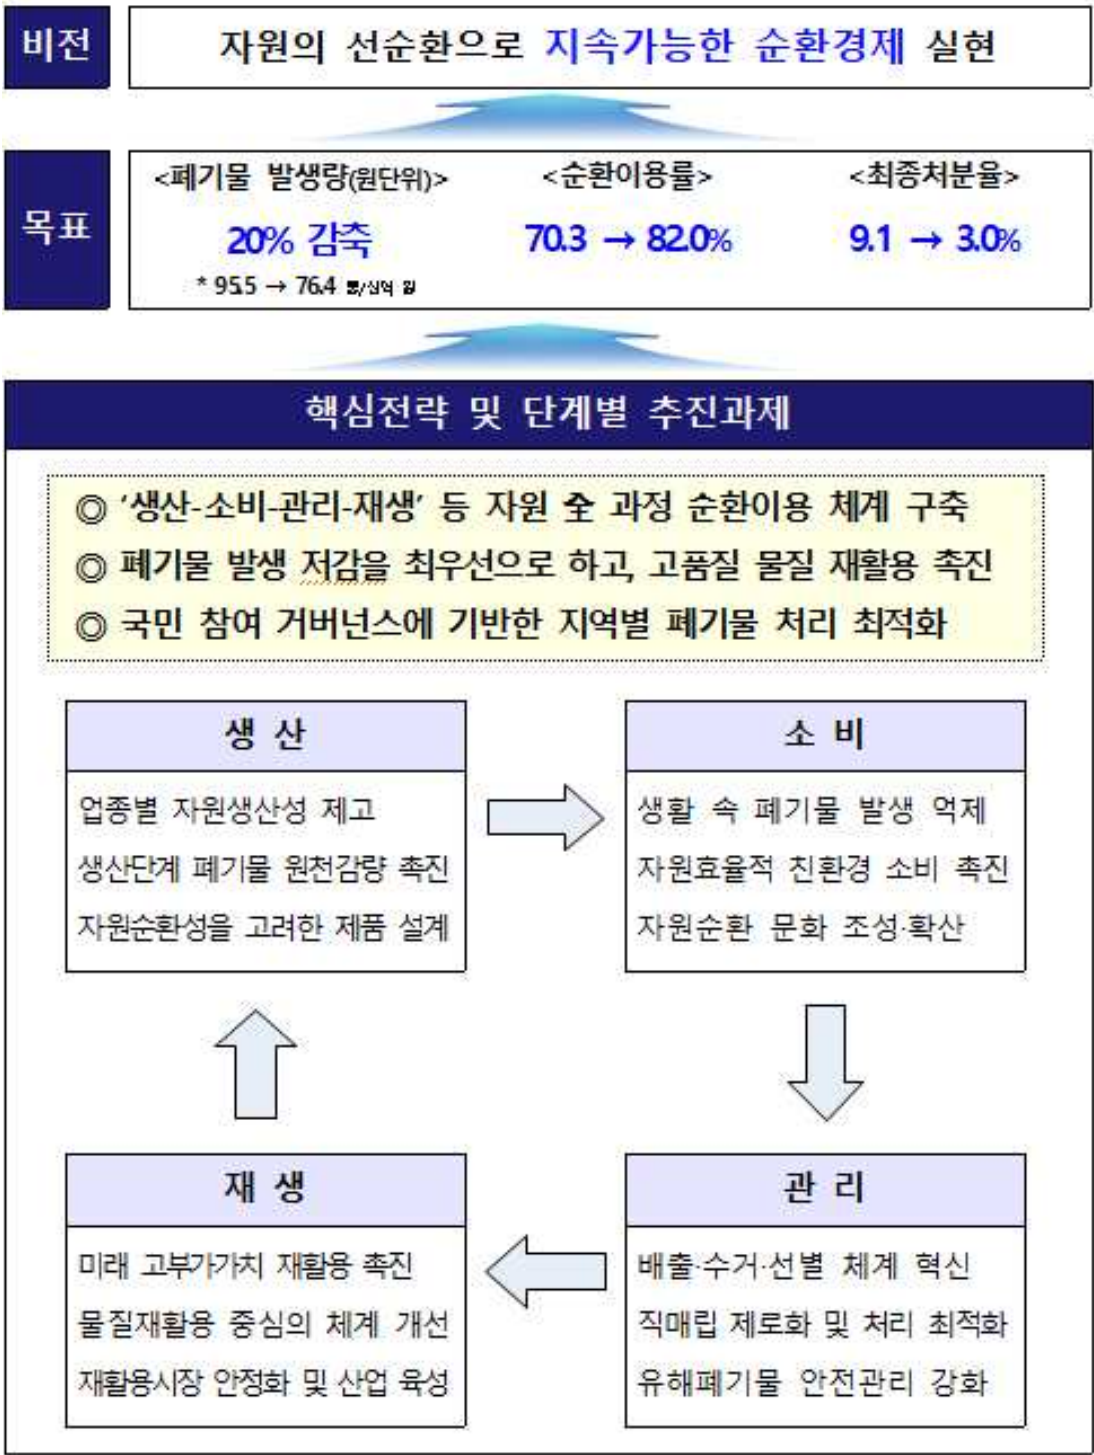 비전
자원의 선순환으로 지속가능한 순환경제 실현
목표
<폐기물 발생량(원단위)>
20% 감축
* 95.5 → 76.4 톤/십억 원
<순환이용률>
70.3 → 82.0%
<최종처분율>
9.1 → 3.0%
핵심전략 및 단계별 추진과제
◎ '생산-소비-관리-재생' 등 자원 全 과정 순환이용 체계 구축
◎ 폐기물 발생 저감을 최우선으로 하고, 고품질 물질 재활용 촉진
◎ 국민 참여 거버넌스에 기반한 지역별 폐기물 처리 최적화
생 산
업종별 자원생산성 제고
생산단계 폐기물 원천감량 촉진
자원순환성을 고려한 제품 설계
소 비
생활 속 폐기물 발생 억제
자원효율적 친환경 소비 촉진
자원순환 문화 조성·확산
재 생
미래 고부가가치 재활용 촉진
물질재활용 중심의 체계 개선
재활용시장 안정화 및 산업 육성
관 리
배출·수거·선별 체계 혁신
직매립 제로화 및 처리 최적화
유해폐기물 안전관리 강화